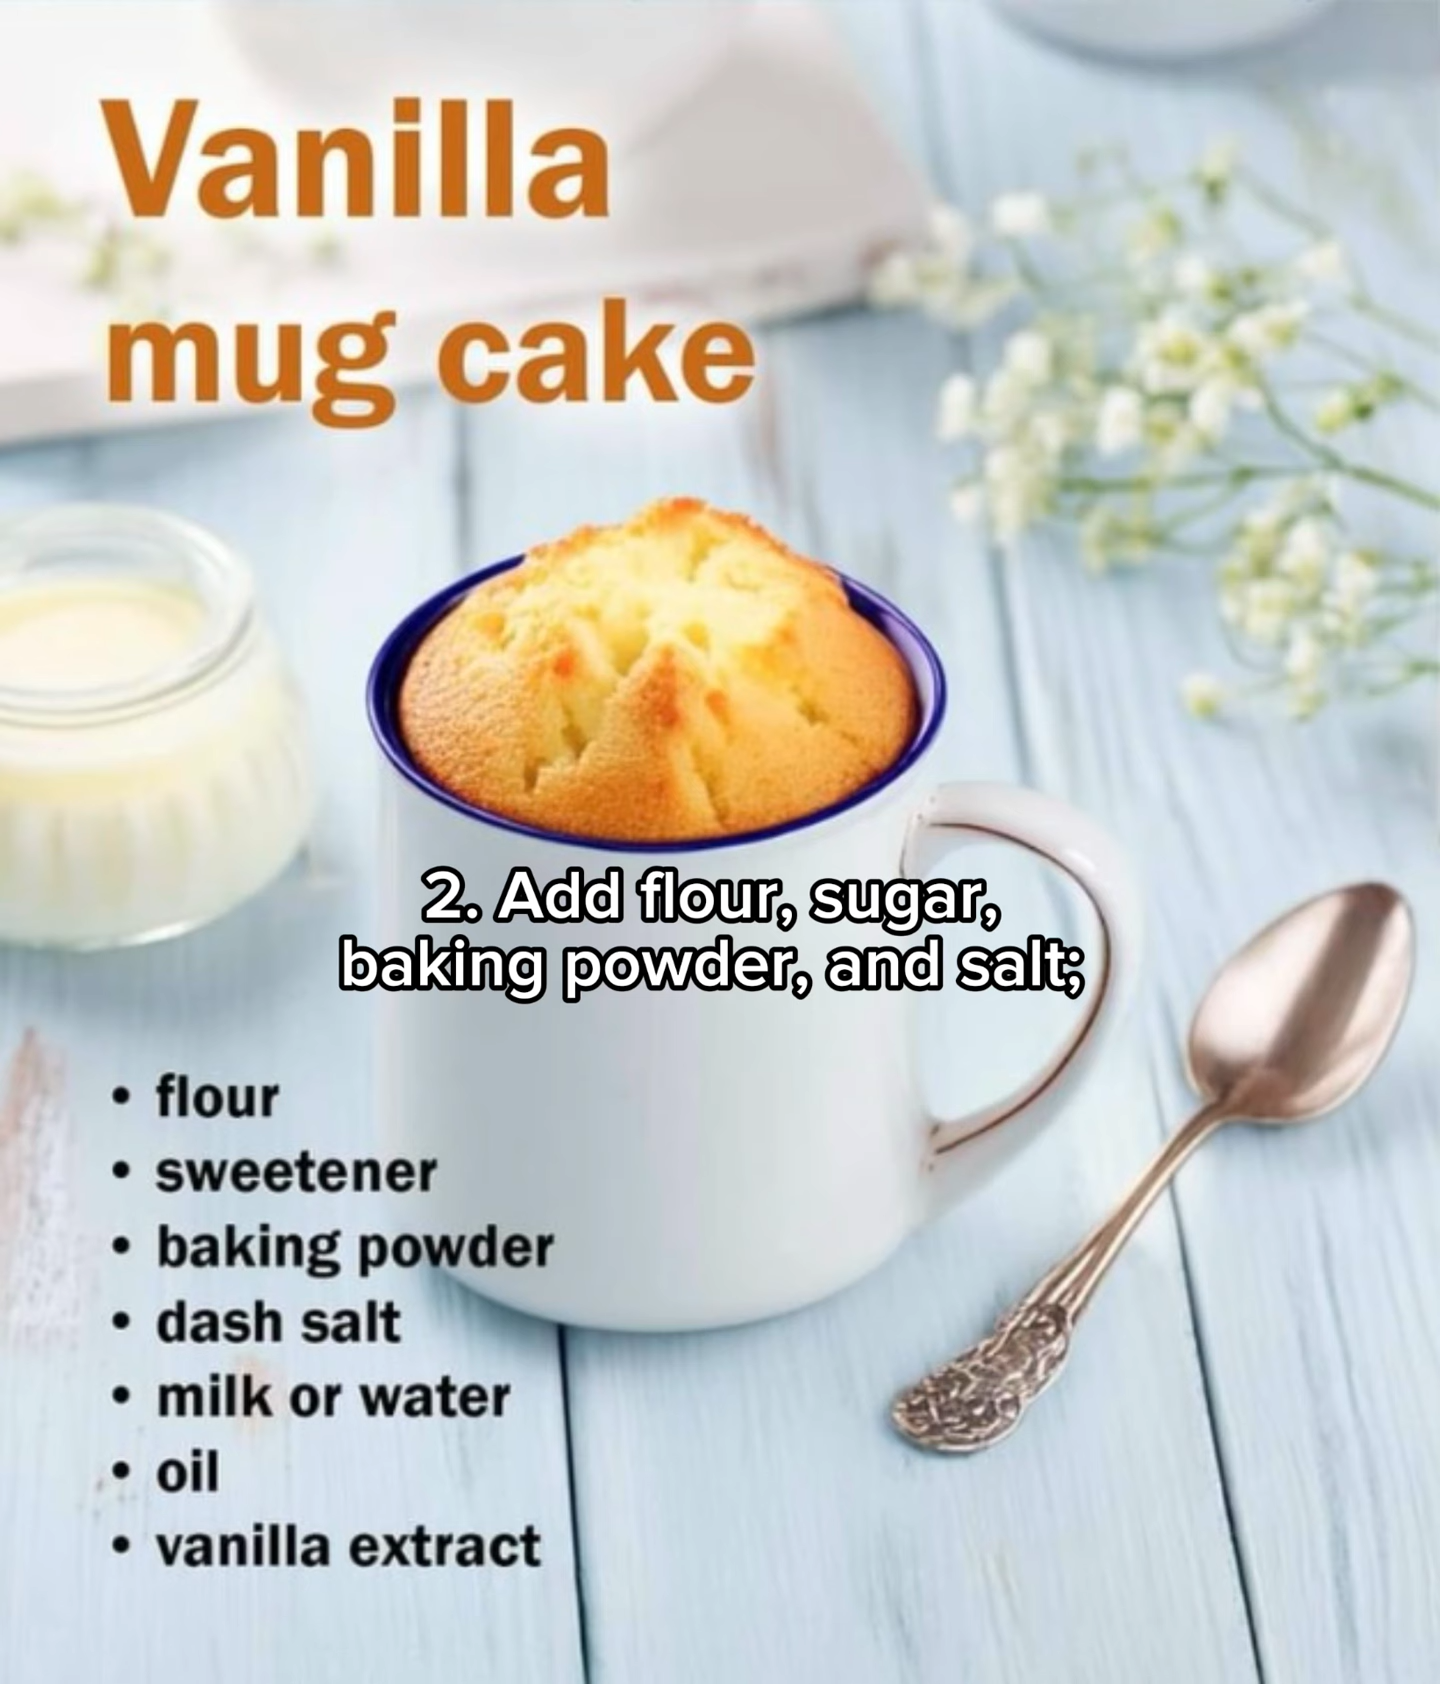 Vanilla
mug cake
2. Add flour, sugar,
baking powder, and salt;
• flour
• sweetener
• baking powder
• dash salt
• milk or water
• oil
• vanilla extract